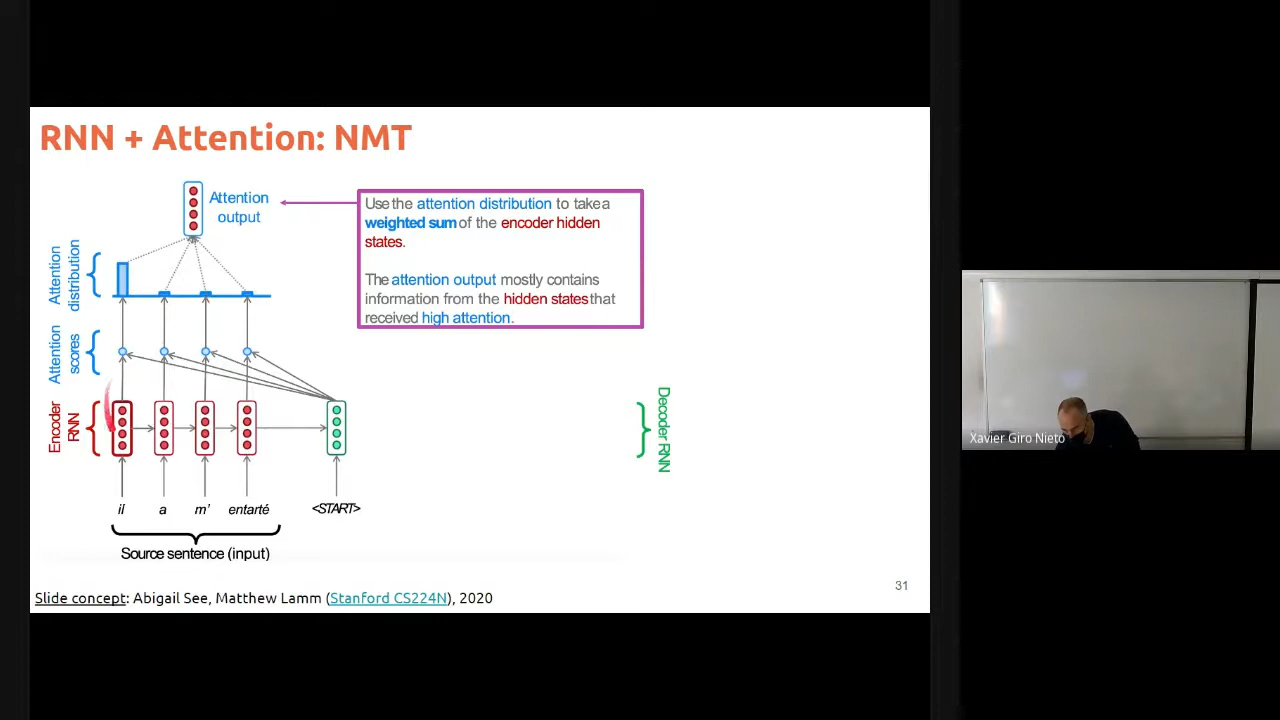 RNN + Attention: NMT
Attention
output
Use the attention distribution to take a
weighted sum of the encoder hidden
states.
The attention output mostly contains
information from the hidden states that
received high attention.
Attention
distribution
Attention
scores
Encoder
RNN
Decoder RNN
il a m' entarté <START>
Source sentence (input)
Slide concept: Abigail See, Matthew Lamm (Stanford CS224N), 2020
31
Xavier Giro Nieto